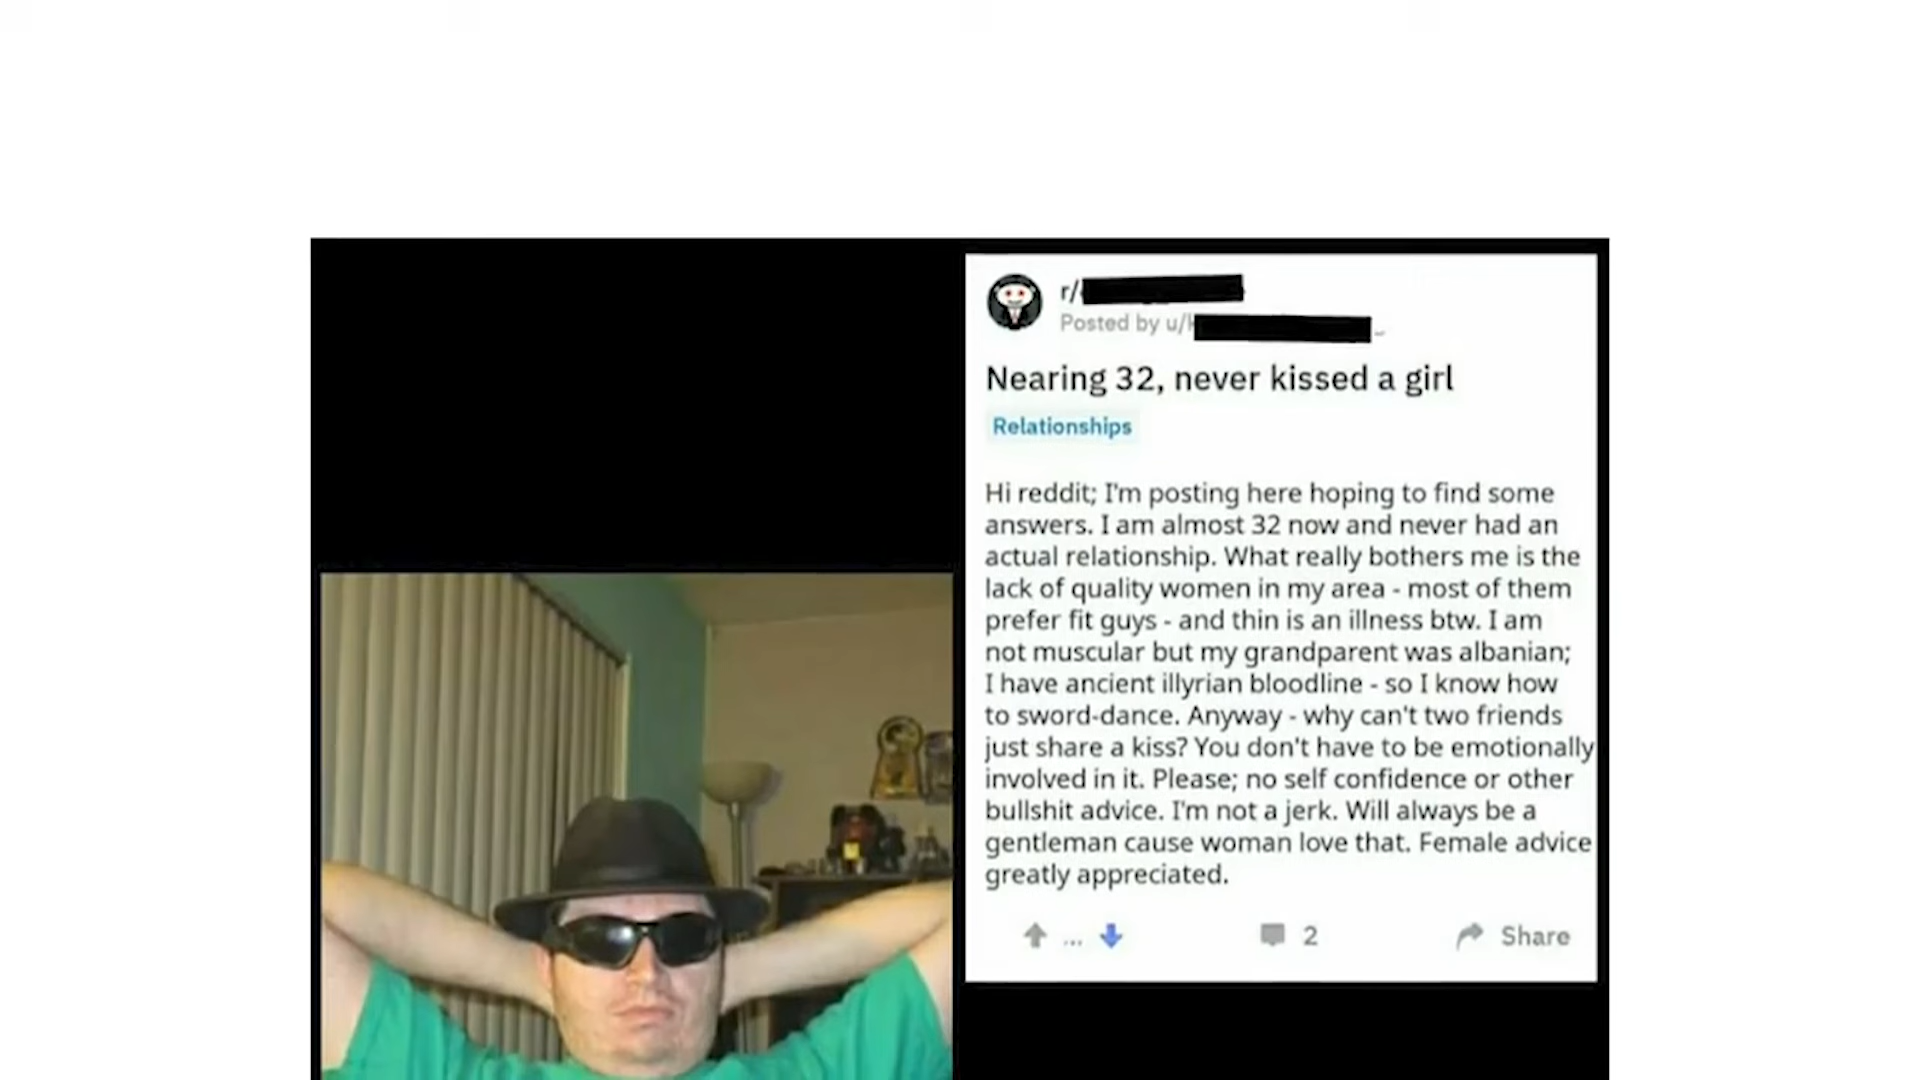 r/
Posted by u/
Nearing 32, never kissed a girl
Relationships
Hi reddit; I'm posting here hoping to find some
answers. I am almost 32 now and never had an
actual relationship. What really bothers me is the
lack of quality women in my area - most of them
prefer fit guys - and thin is an illness btw. I am
not muscular but my grandparent was albanian;
I have ancient illyrian bloodline - so I know how
to sword-dance. Anyway - why can't two friends
just share a kiss? You don't have to be emotionally
involved in it. Please; no self confidence or other
bullshit advice. I'm not a jerk. Will always be a
gentleman cause woman love that. Female advice
greatly appreciated.
... 2 Share